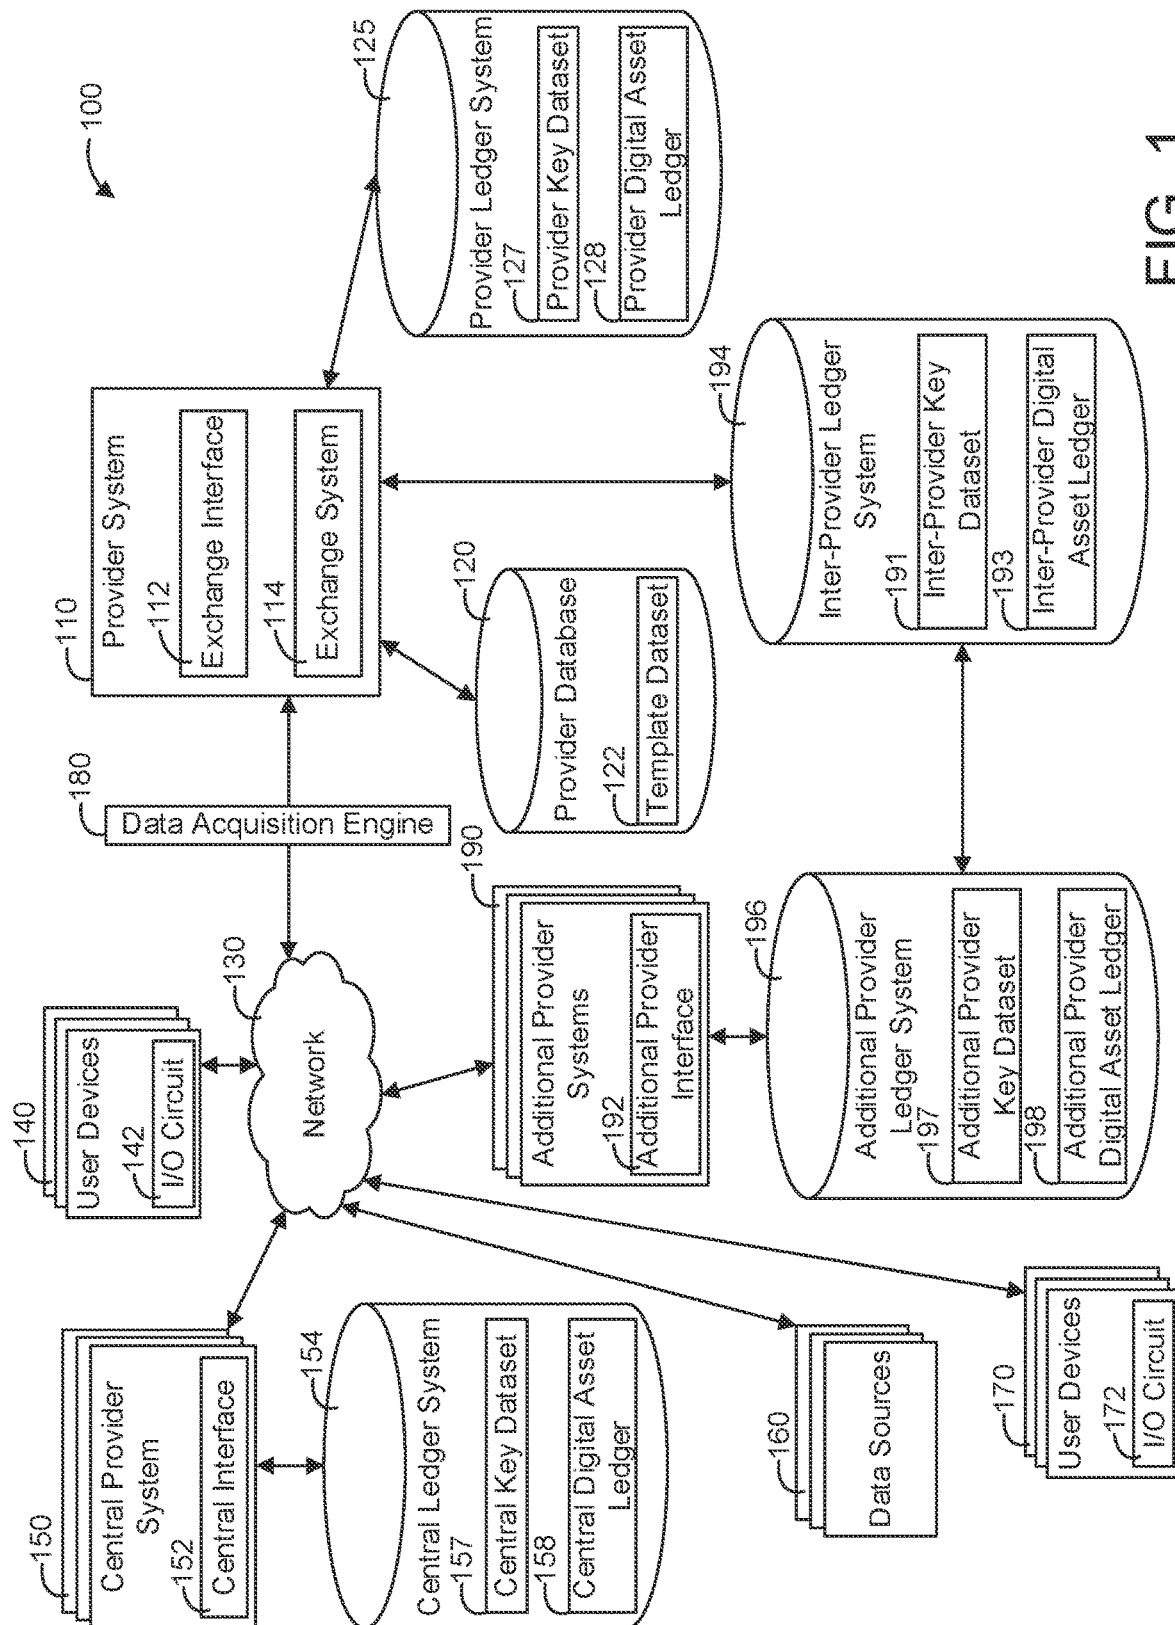 100
150
Central Provider
System
152
Central Interface
154
Central Ledger System
157
Central Key Dataset
158
Central Digital Asset
Ledger
140
User Devices
142
I/O Circuit
130
Network
180
Data Acquisition Engine
110
Provider System
112
Exchange Interface
114
Exchange System
125
Provider Ledger System
127
Provider Key Dataset
128
Provider Digital Asset
Ledger
120
Provider Database
122
Template Dataset
190
Additional Provider
Systems
192
Additional Provider
Interface
194
Inter-Provider Ledger
System
191
Inter-Provider Key
Dataset
193
Inter-Provider Digital
Asset Ledger
196
Additional Provider
Ledger System
197
Additional Provider
Key Dataset
198
Additional Provider
Digital Asset Ledger
160
Data Sources
170
User Devices
172
I/O Circuit
FIG. 1